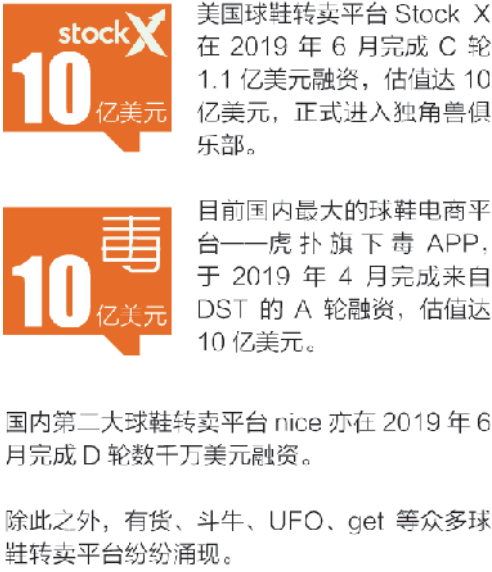 stockX
10亿美元
美国球鞋转卖平台 Stock X
在 2019 年 6 月完成 C 轮
1.1 亿美元融资，估值达 10
亿美元，正式进入独角兽俱
乐部。
毒
10亿美元
目前国内最大的球鞋电商平
台——虎扑旗下毒 APP，
于 2019 年 4 月完成来自
DST 的 A 轮融资，估值达
10 亿美元。
国内第二大球鞋转卖平台 nice 亦在 2019 年 6
月完成 D 轮数千万美元融资。
除此之外，有货、斗牛、UFO、get 等众多球
鞋转卖平台纷纷涌现。